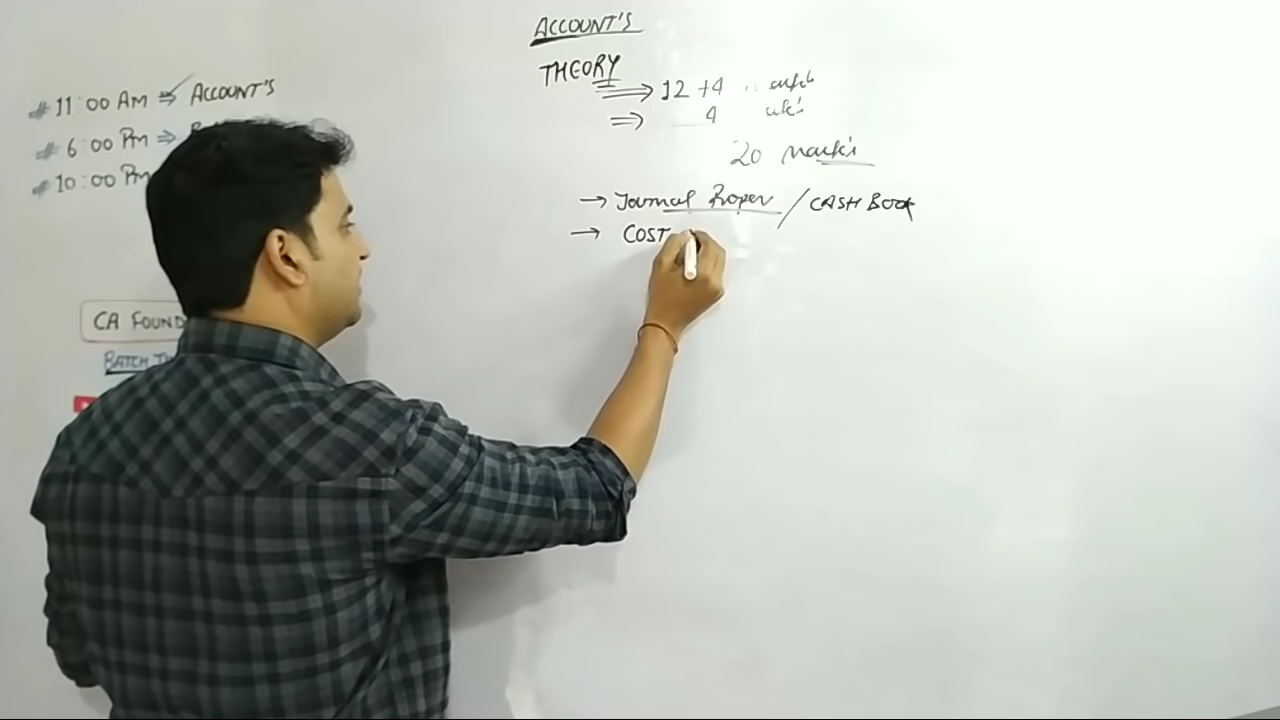 ACCOUNT'S
THEORY
⇒ 12 +4
⇒ 4
20 marks
→ Journal Proper / CASH BOOK
→ COST
# 11:00 AM ⇒ ACCOUNT'S
# 6:00 PM ⇒
# 10:00 PM
CA FOUND
BATCH